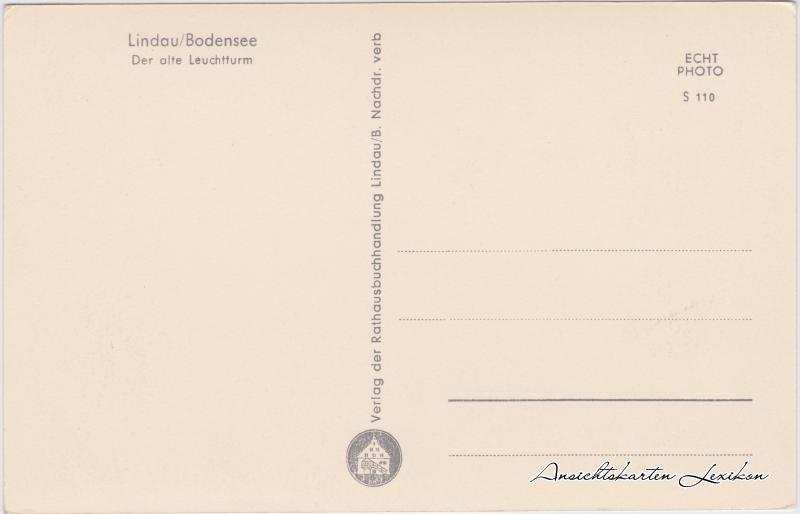 Lindau/Bodensee
Der alte Leuchtturm
Verlag der Rathausbuchhandlung Lindau/B. Nachdr. verb
ECHT
PHOTO
S 110
Ansichtskarten Lexikon